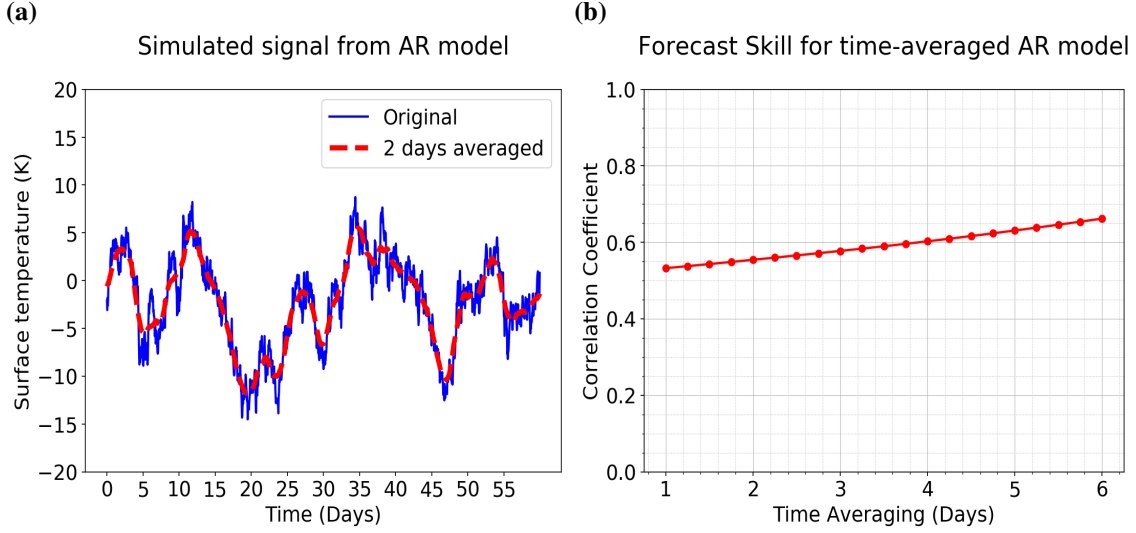 (a)
Simulated signal from AR model
Surface temperature (K)
20
15
10
5
0
−5
−10
−15
−20
Original
2 days averaged
0 5 10 15 20 25 30 35 40 45 50 55
Time (Days)
(b)
Forecast Skill for time-averaged AR model
Correlation Coefficient
1.0
0.8
0.6
0.4
0.2
0.0
1 2 3 4 5 6
Time Averaging (Days)